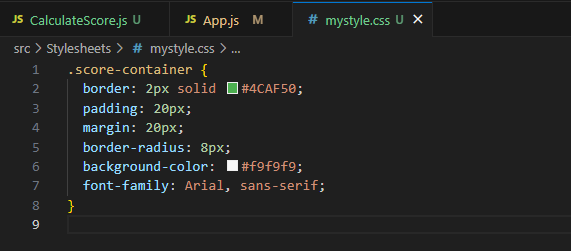 JS CalculateScore.js U JS App.js M # mystyle.css U ×
src > Stylesheets > # mystyle.css > ...
1 .score-container {
2 border: 2px solid #4CAF50;
3 padding: 20px;
4 margin: 20px;
5 border-radius: 8px;
6 background-color: #f9f9f9;
7 font-family: Arial, sans-serif;
8 }
9